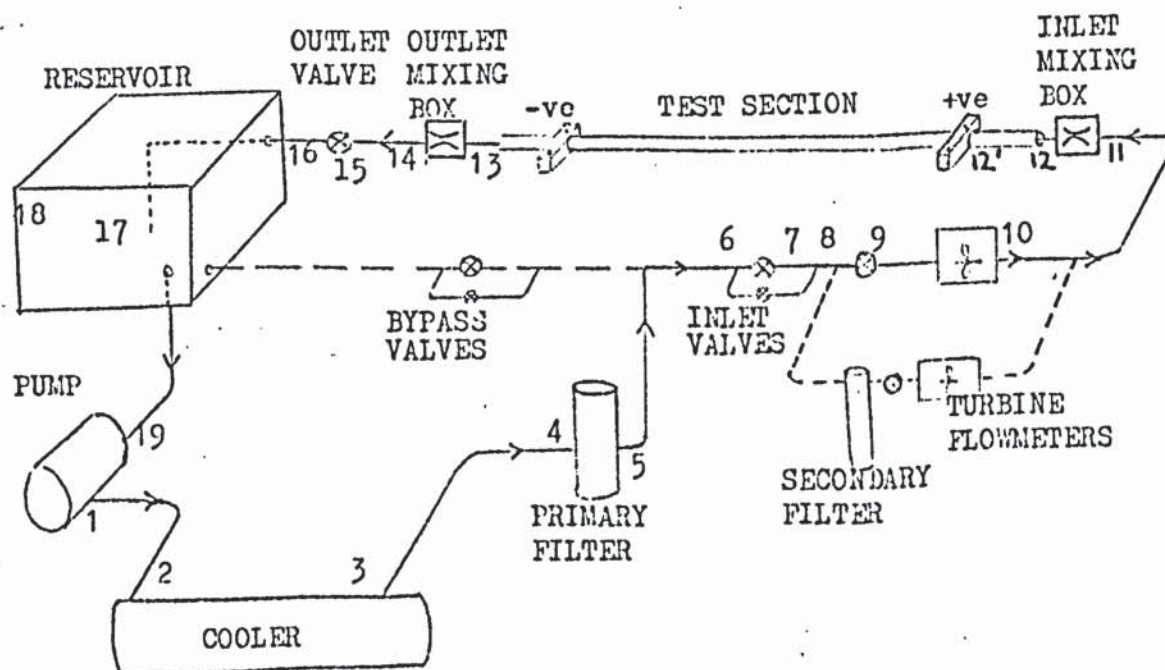 RESERVOIR
OUTLET
VALVE
OUTLET
MIXING
BOX
-ve
TEST SECTION
+ve
INLET
MIXING
BOX
16
15
14
13
12'
12
11
18
17
6
7
8
9
10
BYPASS
VALVES
INLET
VALVES
PUMP
19
1
4
5
TURBINE
FLOWMETERS
SECONDARY
FILTER
PRIMARY
FILTER
2
3
COOLER